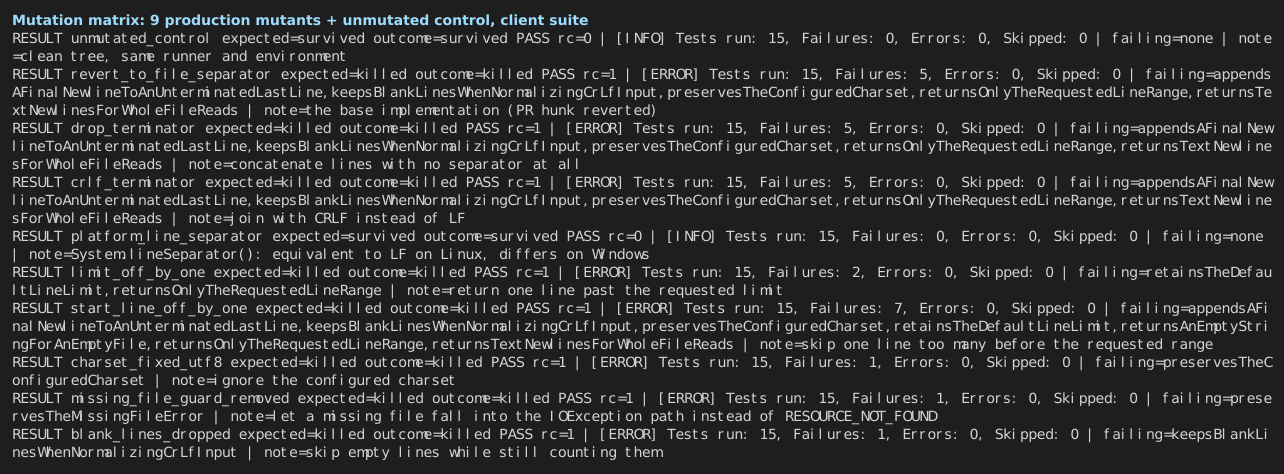 Mutation matrix: 9 production mutants + unmutated control, client suite
RESULT unmutated_control expected=survived outcome=survived PASS rc=0 | [INFO] Tests run: 15, Failures: 0, Errors: 0, Skipped: 0 | failing=none | note
=clean tree, same runner and environment
RESULT revert_to_file_separator expected=killed outcome=killed PASS rc=1 | [ERROR] Tests run: 15, Failures: 5, Errors: 0, Skipped: 0 | failing=appends
AFinalNewlineToAnUnterminatedLastLine,keepsBlankLinesWhenNormalizingCrLfInput,preservesTheConfiguredCharset,returnsOnlyTheRequestedLineRange,returnsTe
xtNewlinesForWholeFileReads | note=the base implementation (PR hunk reverted)
RESULT drop_terminator expected=killed outcome=killed PASS rc=1 | [ERROR] Tests run: 15, Failures: 5, Errors: 0, Skipped: 0 | failing=appendsAFinalNew
lineToAnUnterminatedLastLine,keepsBlankLinesWhenNormalizingCrLfInput,preservesTheConfiguredCharset,returnsOnlyTheRequestedLineRange,returnsTextNewline
sForWholeFileReads | note=concatenate lines with no separator at all
RESULT crlf_terminator expected=killed outcome=killed PASS rc=1 | [ERROR] Tests run: 15, Failures: 5, Errors: 0, Skipped: 0 | failing=appendsAFinalNew
lineToAnUnterminatedLastLine,keepsBlankLinesWhenNormalizingCrLfInput,preservesTheConfiguredCharset,returnsOnlyTheRequestedLineRange,returnsTextNewline
sForWholeFileReads | note=join with CRLF instead of LF
RESULT platform_line_separator expected=survived outcome=survived PASS rc=0 | [INFO] Tests run: 15, Failures: 0, Errors: 0, Skipped: 0 | failing=none
| note=System.lineSeparator(): equivalent to LF on Linux, differs on Windows
RESULT limit_off_by_one expected=killed outcome=killed PASS rc=1 | [ERROR] Tests run: 15, Failures: 2, Errors: 0, Skipped: 0 | failing=retainsTheDefau
ltLineLimit,returnsOnlyTheRequestedLineRange | note=return one line past the requested limit
RESULT start_line_off_by_one expected=killed outcome=killed PASS rc=1 | [ERROR] Tests run: 15, Failures: 7, Errors: 0, Skipped: 0 | failing=appendsAFi
nalNewlineToAnUnterminatedLastLine,keepsBlankLinesWhenNormalizingCrLfInput,preservesTheConfiguredCharset,retainsTheDefaultLineLimit,returnsAnEmptyStri
ngForAnEmptyFile,returnsOnlyTheRequestedLineRange,returnsTextNewlinesForWholeFileReads | note=skip one line too many before the requested range
RESULT charset_fixed_utf8 expected=killed outcome=killed PASS rc=1 | [ERROR] Tests run: 15, Failures: 1, Errors: 0, Skipped: 0 | failing=preservesTheC
onfiguredCharset | note=ignore the configured charset
RESULT missing_file_guard_removed expected=killed outcome=killed PASS rc=1 | [ERROR] Tests run: 15, Failures: 1, Errors: 0, Skipped: 0 | failing=prese
rvesTheMissingFileError | note=let a missing file fall into the IOException path instead of RESOURCE_NOT_FOUND
RESULT blank_lines_dropped expected=killed outcome=killed PASS rc=1 | [ERROR] Tests run: 15, Failures: 1, Errors: 0, Skipped: 0 | failing=keepsBlankLi
nesWhenNormalizingCrLfInput | note=skip empty lines while still counting them